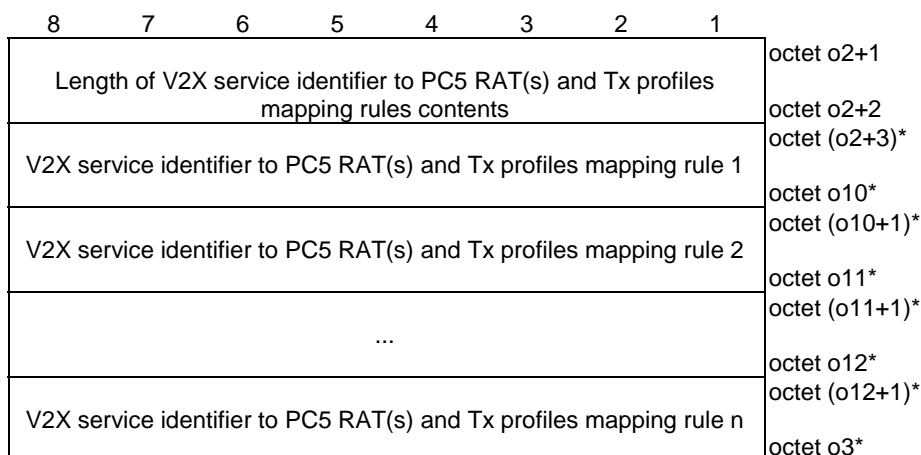 8 7 6 5 4 3 2 1
octet o2+1
Length of V2X service identifier to PC5 RAT(s) and Tx profiles
mapping rules contents
octet o2+2
octet (o2+3)*
V2X service identifier to PC5 RAT(s) and Tx profiles mapping rule 1
octet o10*
octet (o10+1)*
V2X service identifier to PC5 RAT(s) and Tx profiles mapping rule 2
octet o11*
octet (o11+1)*
...
octet o12*
octet (o12+1)*
V2X service identifier to PC5 RAT(s) and Tx profiles mapping rule n
octet o3*